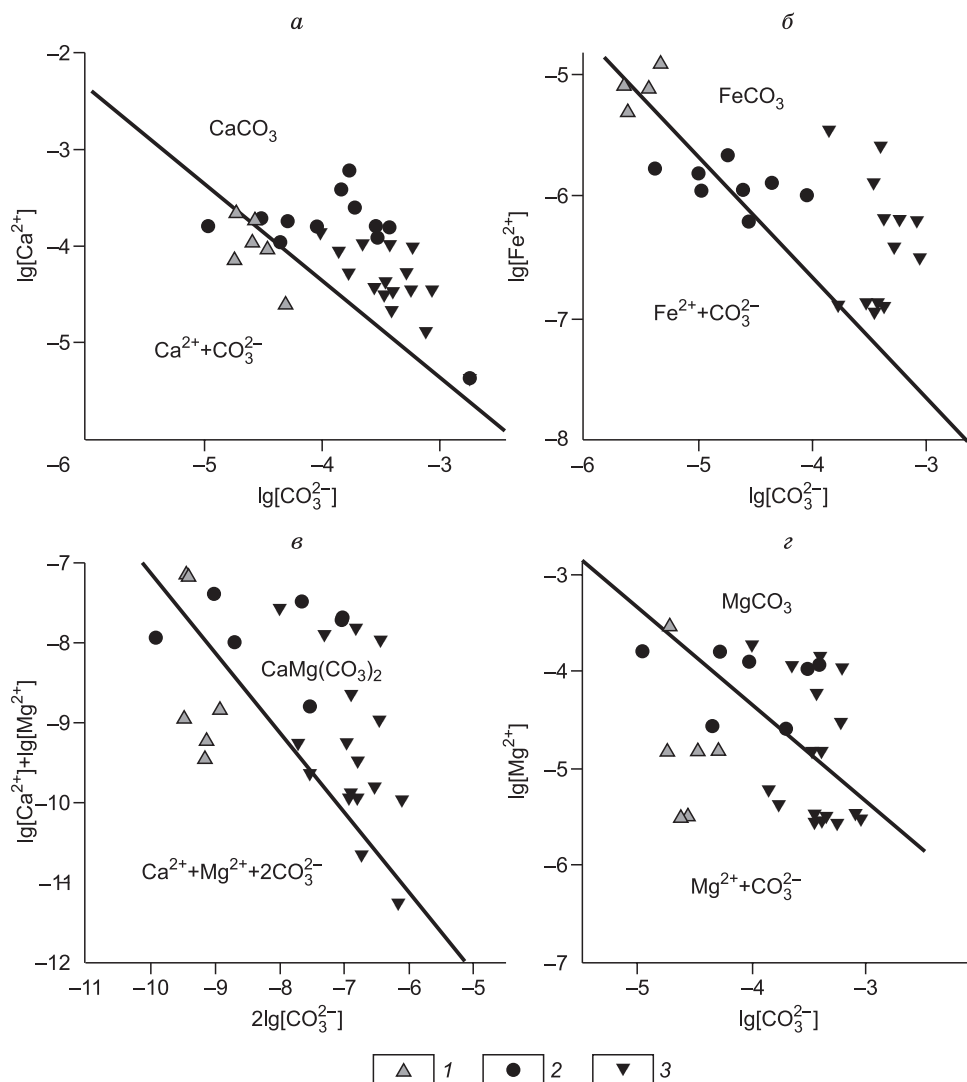 а
–2
–3
–4
–5
–6
lg[Ca²⁺]
CaCO₃
Ca²⁺+CO₃²⁻
–5
–4
–3
lg[CO₃²⁻]
б
–5
–6
–7
–8
lg[Fe²⁺]
FeCO₃
Fe²⁺+CO₃²⁻
–6
–5
–4
–3
lg[CO₃²⁻]
в
–7
–8
–9
–10
–11
–12
lg[Ca²⁺]+lg[Mg²⁺]
CaMg(CO₃)₂
Ca²⁺+Mg²⁺+2CO₃²⁻
–11
–10
–9
–8
–7
–6
–5
2lg[CO₃²⁻]
г
–3
–4
–5
–6
–7
lg[Mg²⁺]
MgCO₃
Mg²⁺+CO₃²⁻
–5
–4
–3
lg[CO₃²⁻]
1
2
3